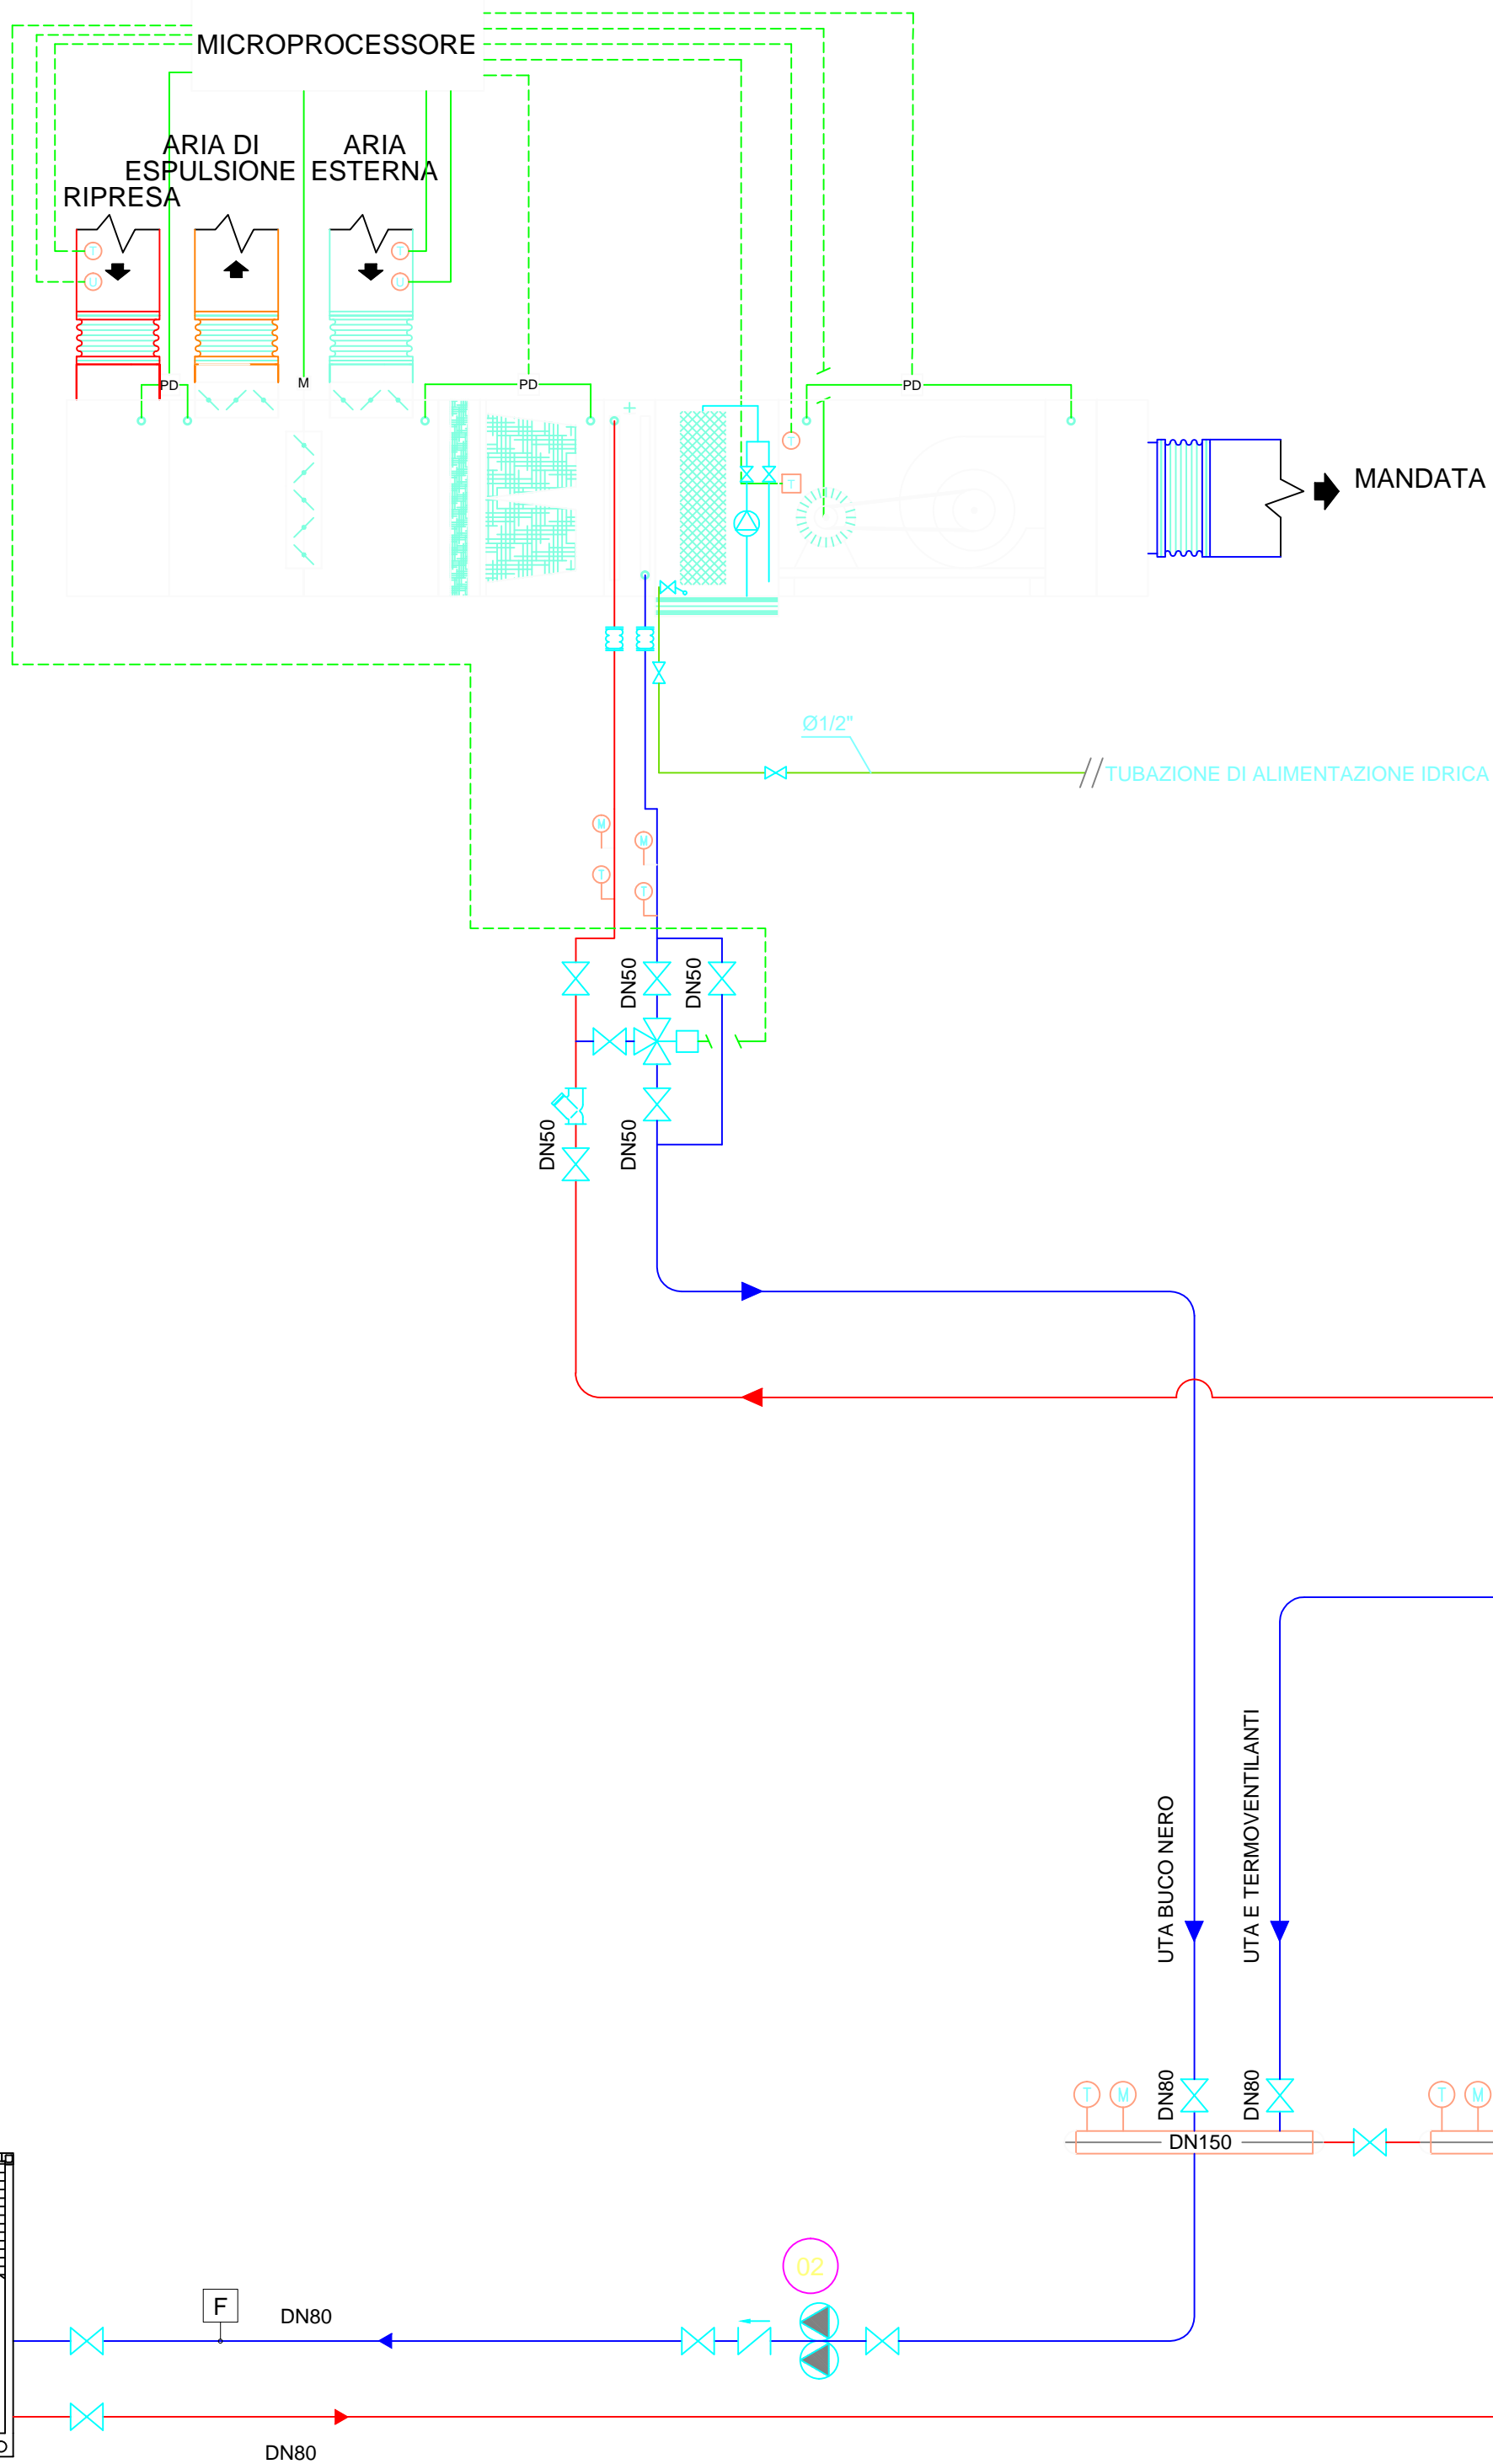 MICROPROCESSORE
ARIA DI
ESPULSIONE
ARIA
ESTERNA
RIPRESA
T
T
U
U
PD
M
PD
PD
T
T
MANDATA
Ø1/2"
TUBAZIONE DI ALIMENTAZIONE IDRICA
M
M
T
T
DN50
DN50
DN50
DN50
UTA BUCO NERO
UTA E TERMOVENTILANTI
DN80
DN80
T
M
T
M
DN150
02
F
DN80
DN80